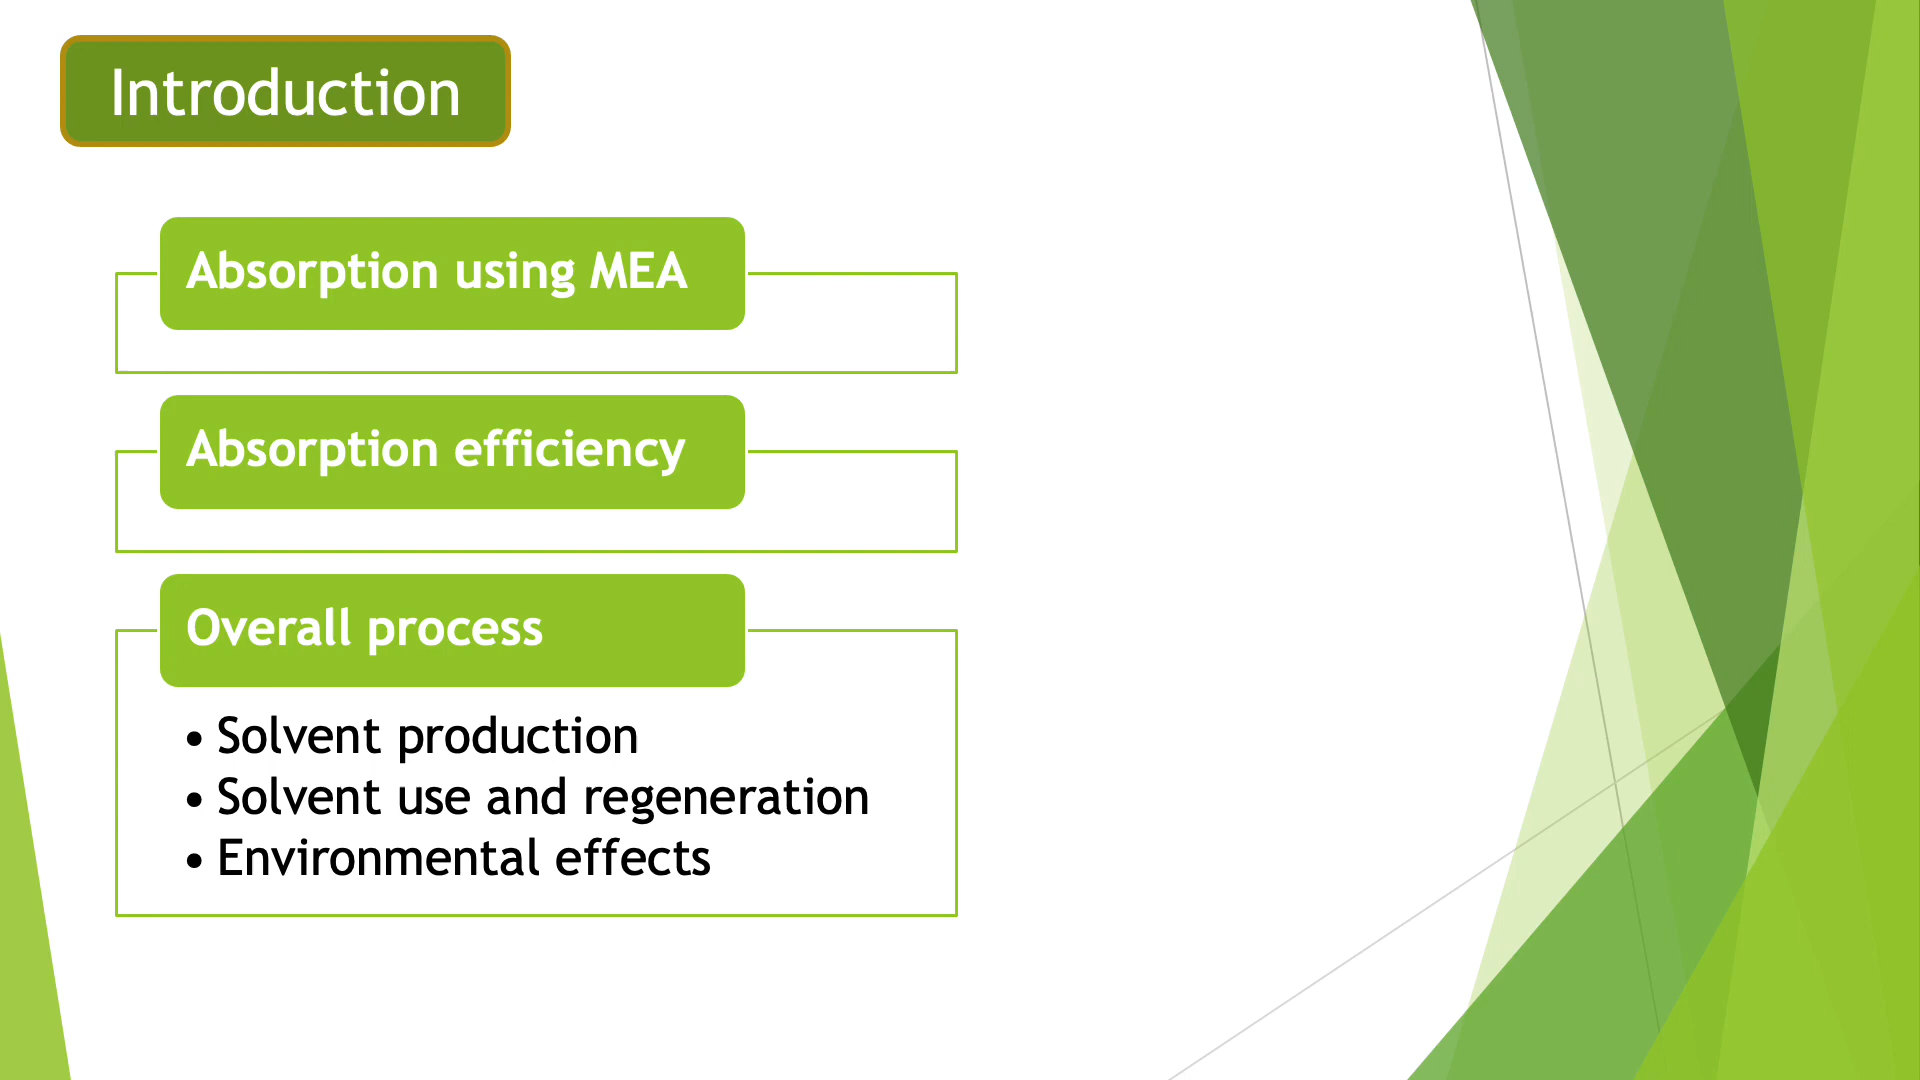 Introduction
Absorption using MEA
Absorption efficiency
Overall process
• Solvent production
• Solvent use and regeneration
• Environmental effects